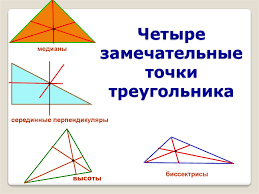 Четыре
замечательные
точки
треугольника
медианы
серединные перпендикуляры
высоты
биссектрисы